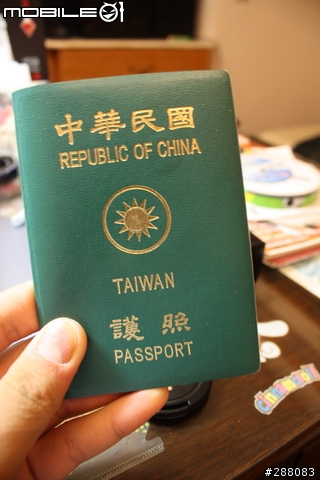 MOBILE01
中華民國
REPUBLIC OF CHINA
TAIWAN
護照
PASSPORT
#288083